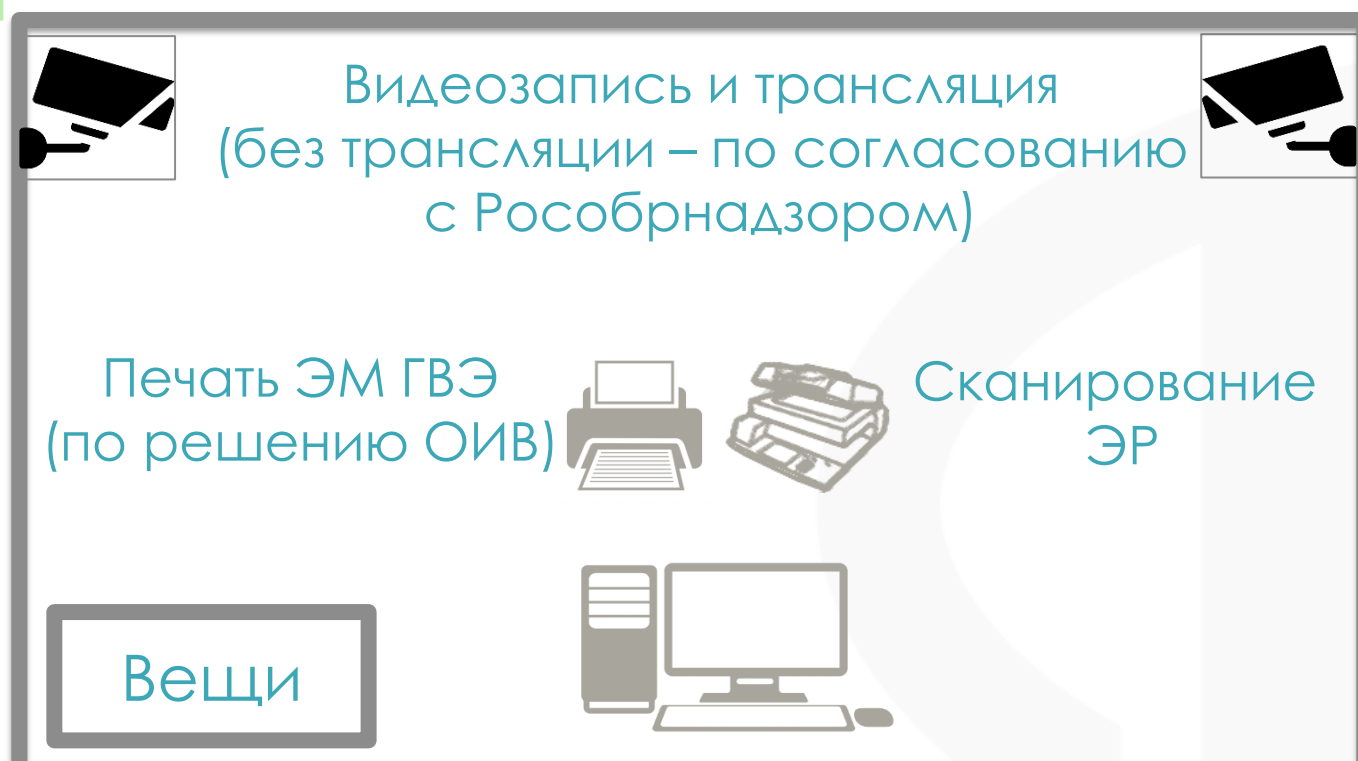 Видеозапись и трансляция
(без трансляции – по согласованию
с Рособрнадзором)
Печать ЭМ ГВЭ
(по решению ОИВ)
Сканирование
ЭР
Вещи